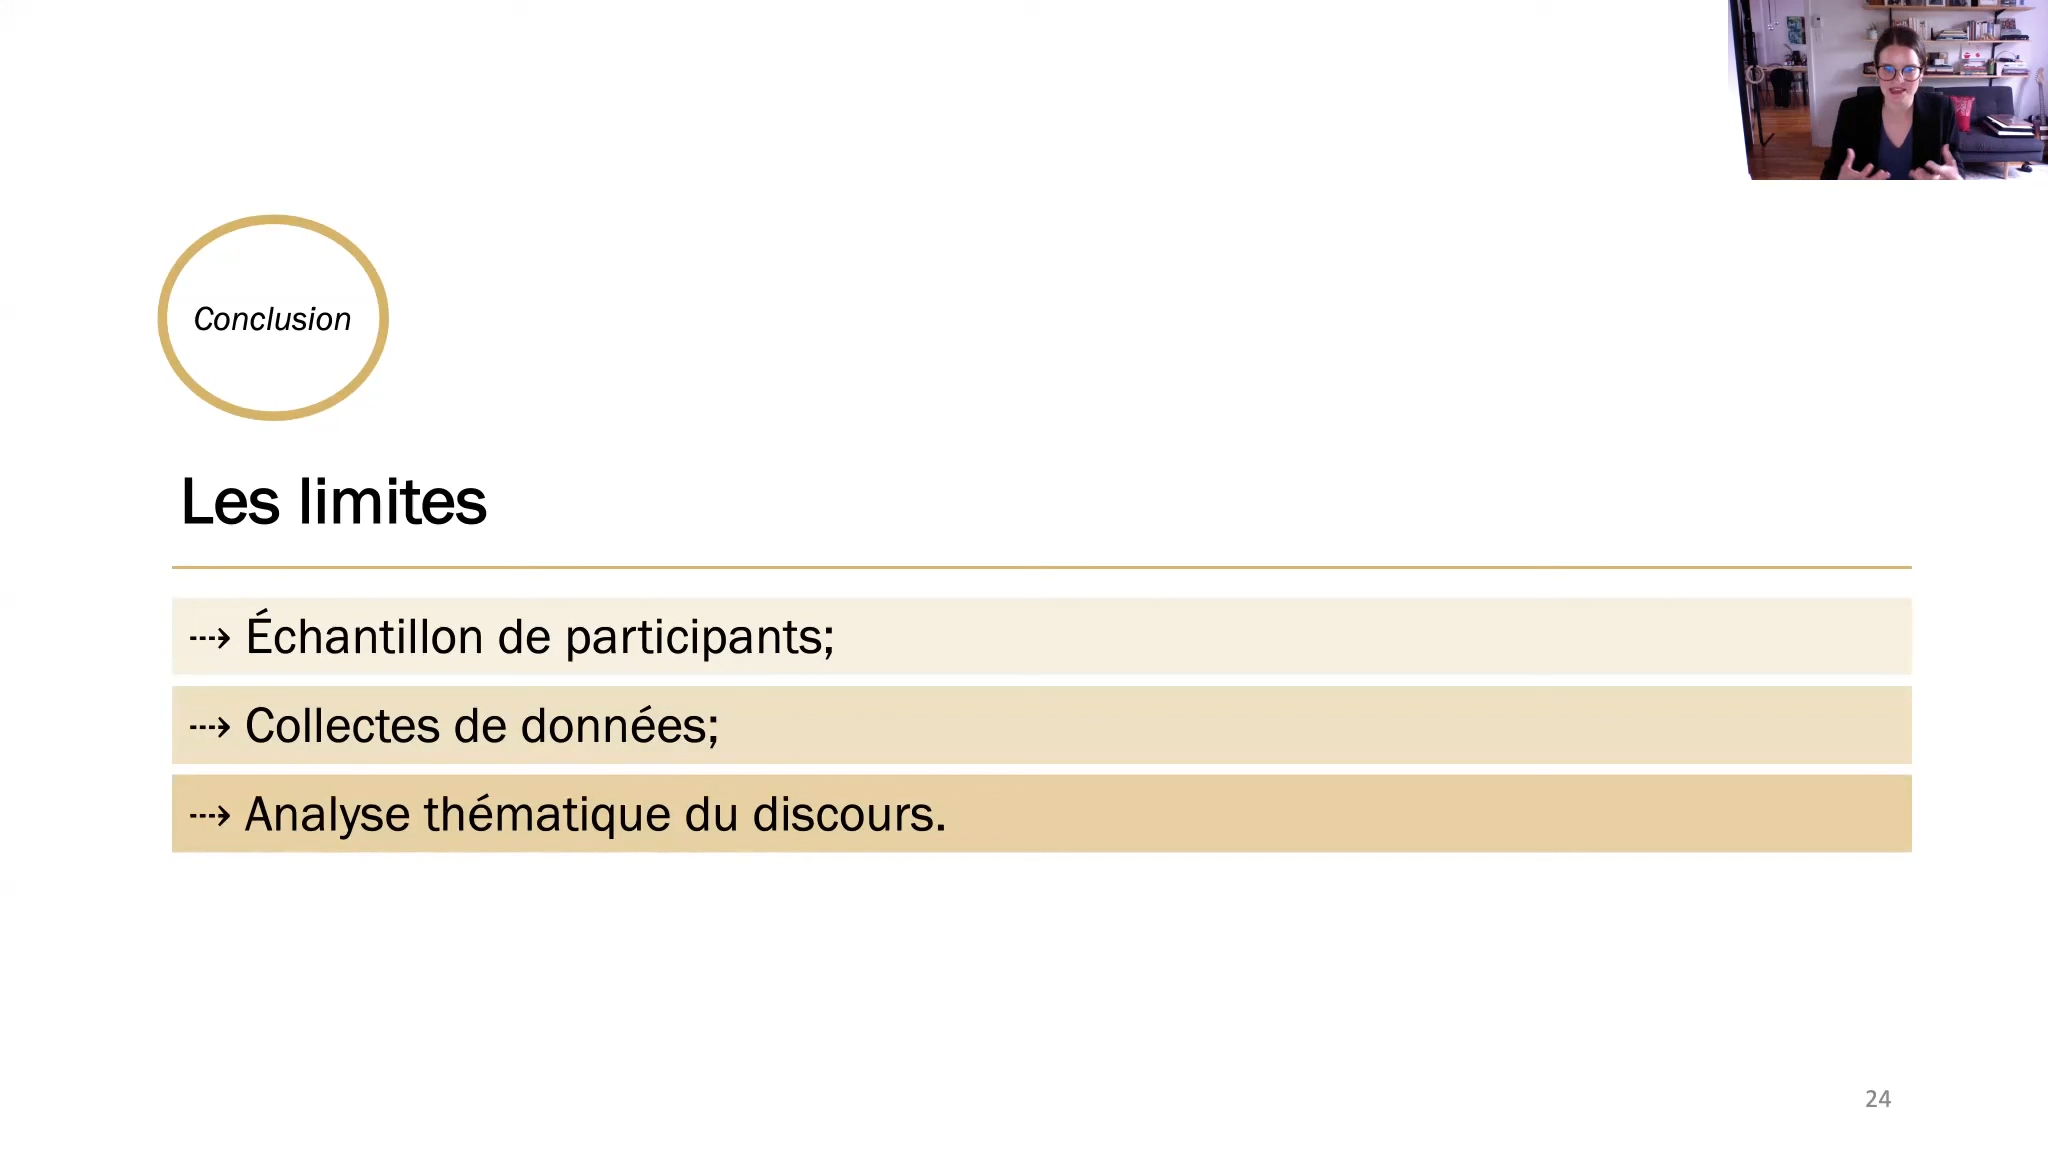 Conclusion
Les limites
⤑ Échantillon de participants;
⤑ Collectes de données;
⤑ Analyse thématique du discours.
24